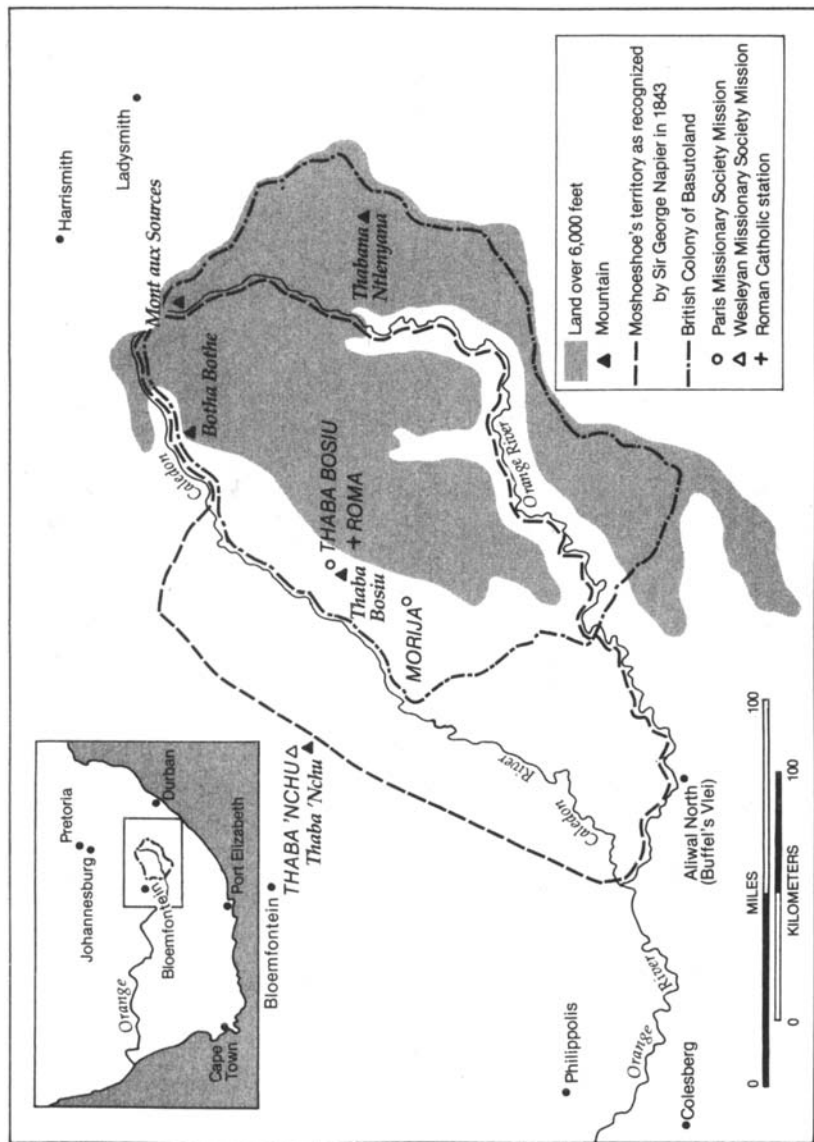 Pretoria
Johannesburg
Orange
Bloemfontein
Durban
Cape
Town
Port Elizabeth
Harrismith
Ladysmith
Mont aux Sources
Botha Bothe
Caledon
Thabana
Ntlenyana
THABA BOSIU
ROMA
Thaba
Bosiu
MORIJA
Orange River
Bloemfontein
THABA 'NCHU
Thaba 'Nchu
Caledon
River
Philippolis
Orange
River
Colesberg
Aliwal North
(Buffel's Vlei)
0 MILES 100
0 KILOMETERS 100
Land over 6,000 feet
Mountain
Moshoeshoe's territory as recognized
by Sir George Napier in 1843
British Colony of Basutoland
Paris Missionary Society Mission
Wesleyan Missionary Society Mission
Roman Catholic station